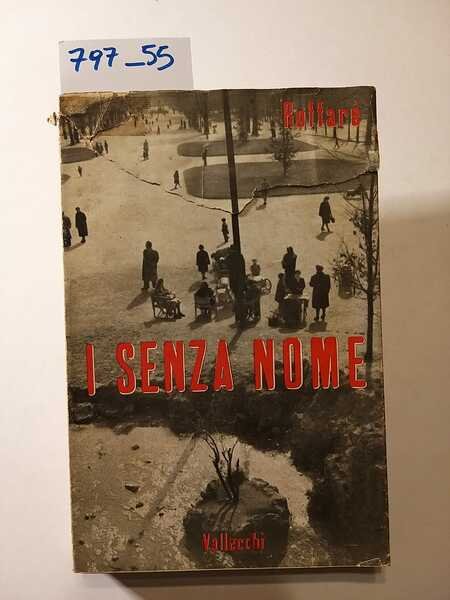 797_55
Roffarè
I SENZA NOME
Vallecchi